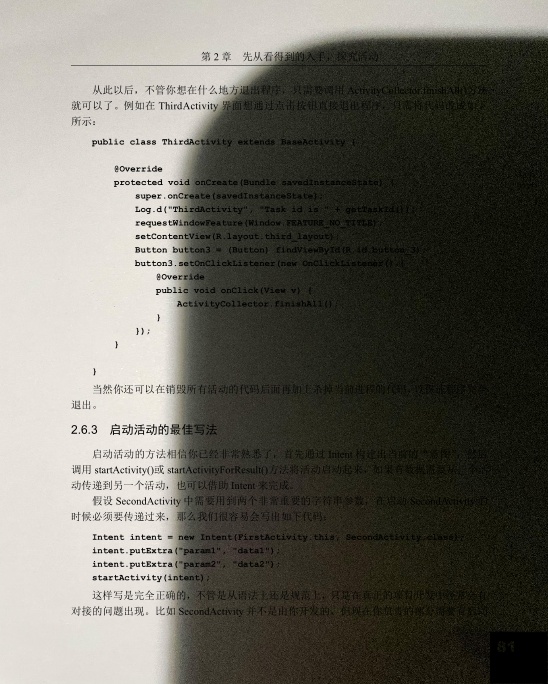 第 2 章 先从看得到的入手，探究活动
从此以后，不管你想在什么地方退出程序，只需要调用 ActivityCollector.finishAll()方法
就可以了。例如在 ThirdActivity 界面想通过点击按钮直接退出程序，只需将代码改成如下
所示：
public class ThirdActivity extends BaseActivity {
@Override
protected void onCreate(Bundle savedInstanceState) {
super.onCreate(savedInstanceState);
Log.d("ThirdActivity", "Task id is " + getTaskId());
requestWindowFeature(Window.FEATURE_NO_TITLE);
setContentView(R.layout.third_layout);
Button button3 = (Button) findViewById(R.id.button_3);
button3.setOnClickListener(new OnClickListener() {
@Override
public void onClick(View v) {
ActivityCollector.finishAll();
}
});
}
}
当然你还可以在销毁所有活动的代码后面再加上杀掉当前进程的代码，
退出。
2.6.3 启动活动的最佳写法
启动活动的方法相信你已经非常熟悉了，首先通过 Intent 构建出当前的“意图”，然后
调用 startActivity()或 startActivityForResult()方法将活动启动起来，如果有数据需要从一个活
动传递到另一个活动，也可以借助 Intent 来完成。
假设 SecondActivity 中需要用到两个非常重要的字符串参数，在启动 SecondActivity 的
时候必须要传递过来，那么我们很容易会写出如下代码：
Intent intent = new Intent(FirstActivity.this, SecondActivity.class);
intent.putExtra("param1", "data1");
intent.putExtra("param2", "data2");
startActivity(intent);
这样写是完全正确的，不管是从语法上还是规范上，只是在真正的项目开发中经常会有
对接的问题出现。比如 SecondActivity 并不是由你开发的，但现在你负责的部分需要有启动
81